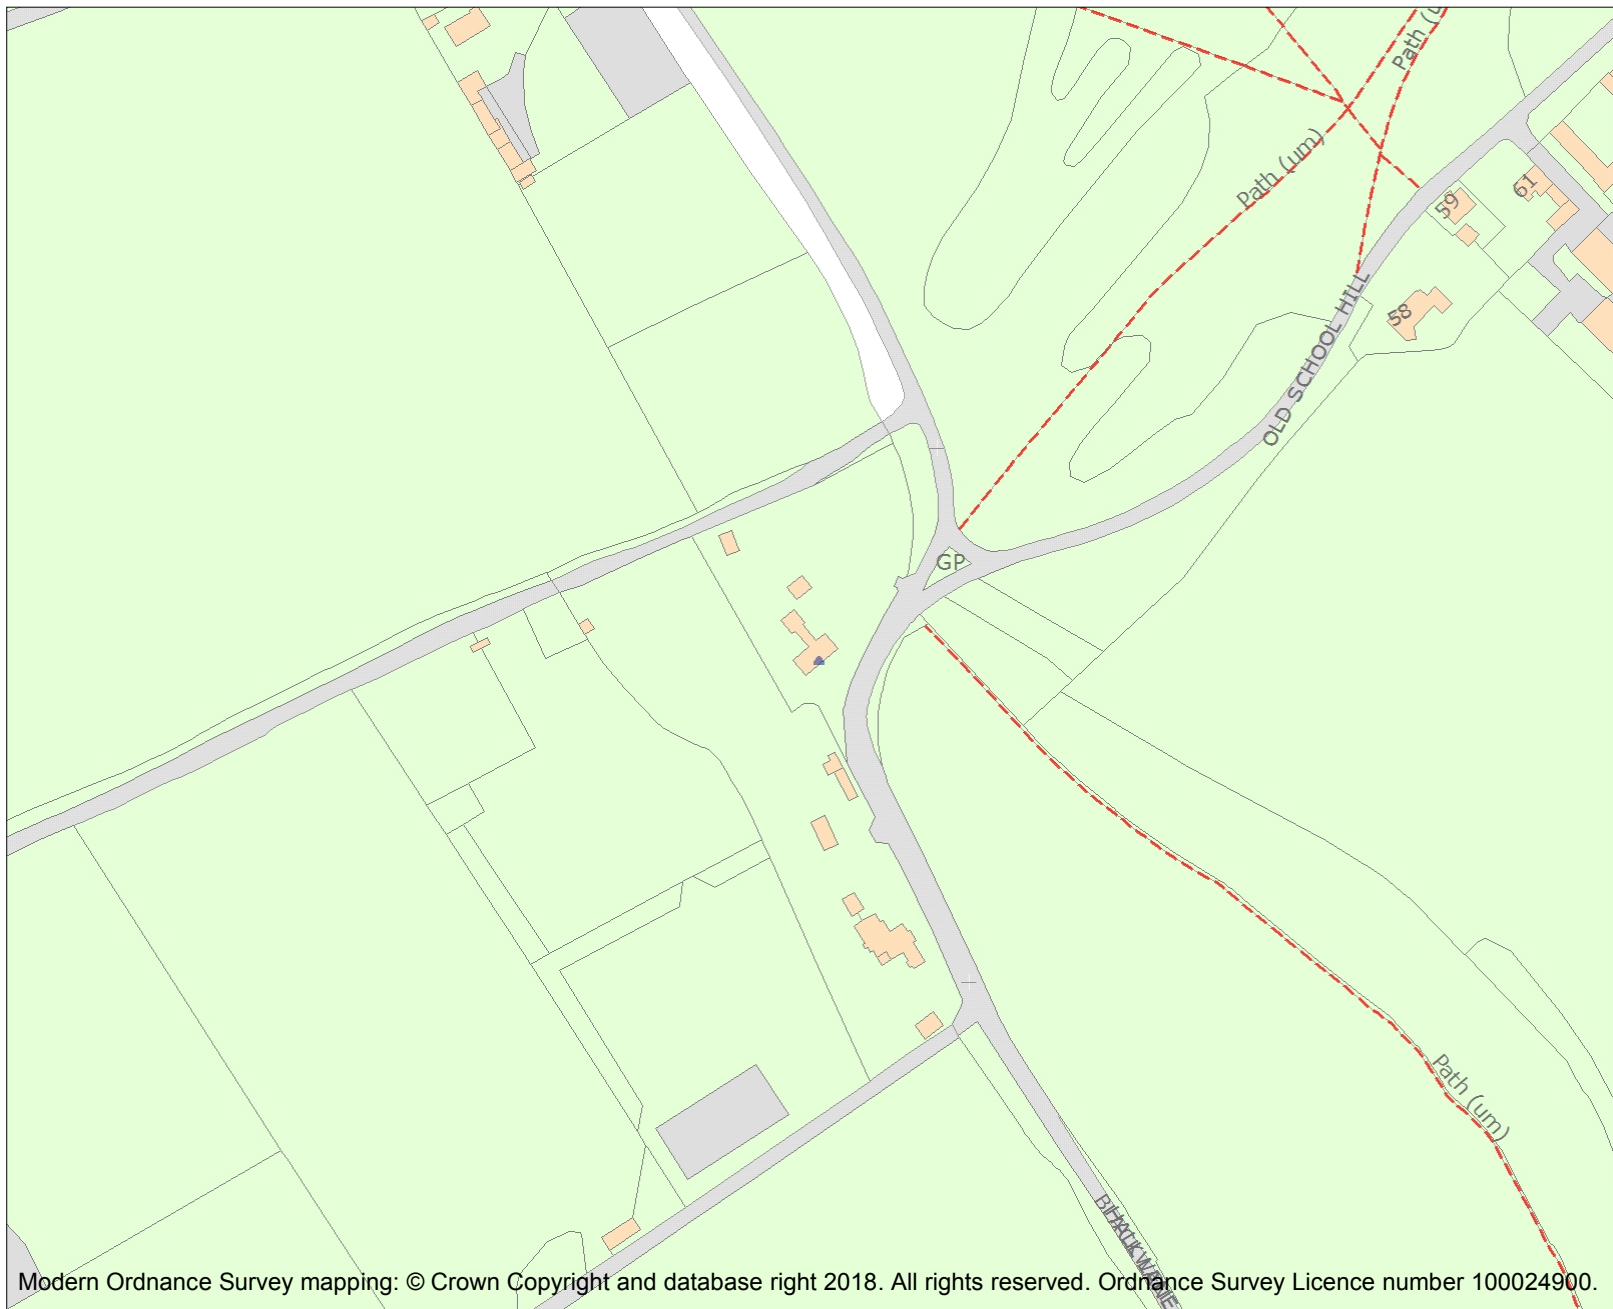 Path (u
Path (um)
61
59
58
OLD SCHOOL HILL
GP
Path (um)
Modern Ordnance Survey mapping: © Crown Copyright and database right 2018. All rights reserved. Ordnance Survey Licence number 100024900.